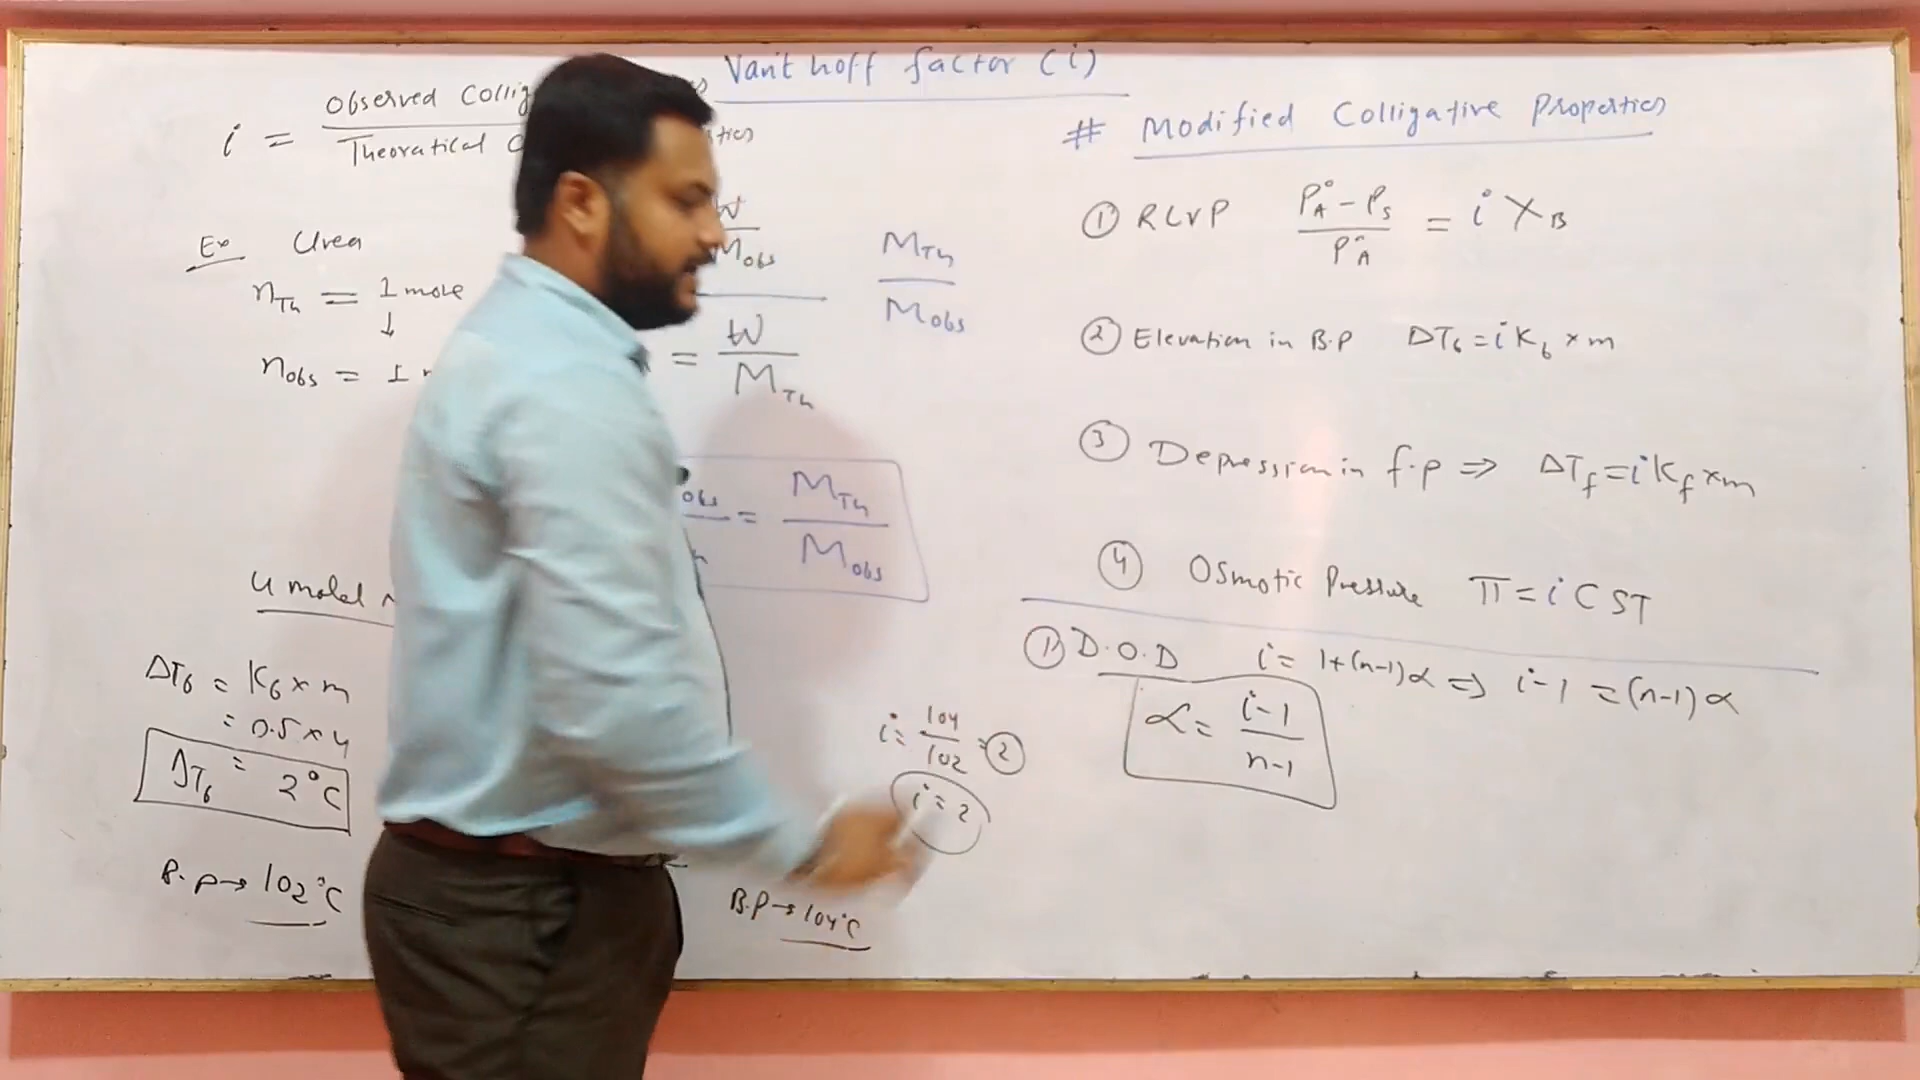 Vant hoff factor (i)
i = Observed Collig
Theoratical
Ex Urea
nTh = 1 mole
↓
nobs = 1
W
Mobs
= W
MTh
MTh
Mobs
obs = MTh
Mobs
4 molal
ΔTb = Kb × m
= 0.5 × 4
ΔTb = 2°C
B.p → 102°C
i = 104
102 = 2
i = 2
B.P → 104°C
# Modified Colligative Properties
① RLVP P°A - Ps = i XB
P°A
② Elevation in B.P ΔTb = i Kb × m
③ Depression in f.p ⇒ ΔTf = i Kf × m
④ Osmotic Pressure π = i C S T
① D.O.D i = 1+(n-1)α ⇒ i-1 = (n-1)α
α = i-1
n-1